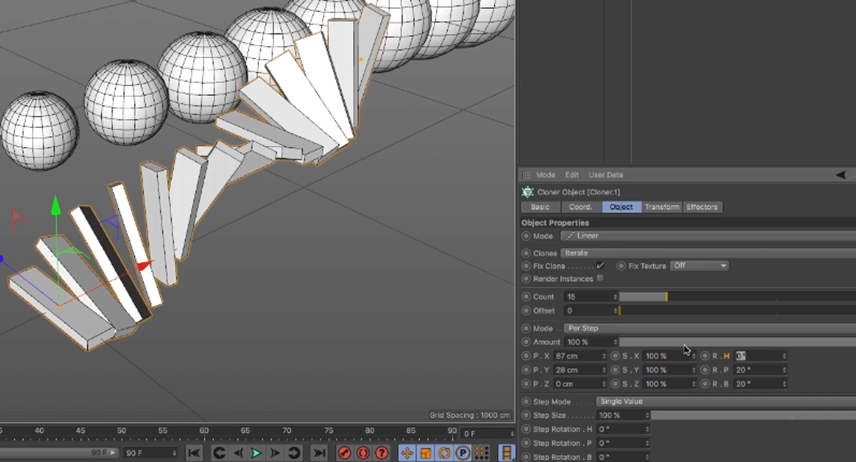 Mode Edit User Data
Cloner Object [Cloner.1]
Basic Coord. Object Transform Effectors
Object Properties
Mode Linear
Clones Iterate
Fix Clone ✓ Fix Texture Off
Render Instances
Count 15
Offset 0
Mode Per Step
Amount 100 %
P . X 87 cm S . X 100 % R . H 0°
P . Y 28 cm S . Y 100 % R . P 20 °
P . Z 0 cm S . Z 100 % R . B 20 °
Step Mode Single Value
Step Size 100 %
Step Rotation . H 0 °
Step Rotation . P 0 °
Step Rotation . B 0 °
Grid Spacing : 1000 cm
45 50 55 60 65 70 75 80 85 90 0 F
90 F 90 F